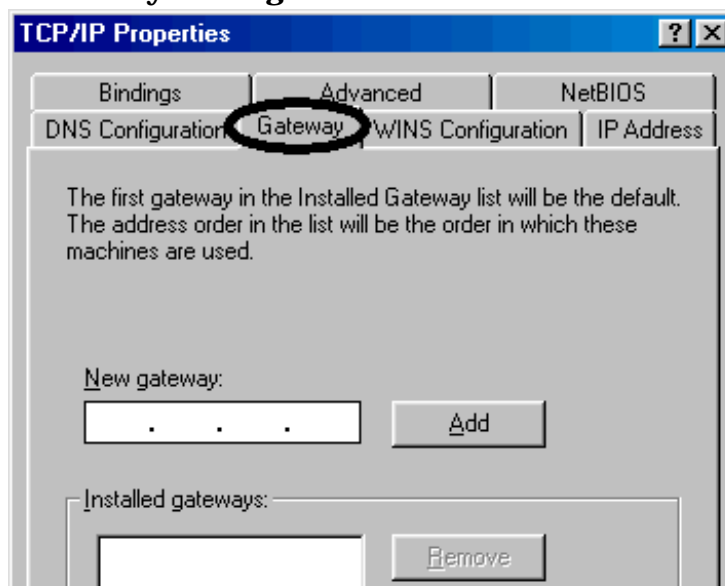 TCP/IP Properties
Bindings Advanced NetBIOS
DNS Configuration Gateway WINS Configuration IP Address
The first gateway in the Installed Gateway list will be the default.
The address order in the list will be the order in which these
machines are used.
New gateway:
. . . Add
Installed gateways:
Remove